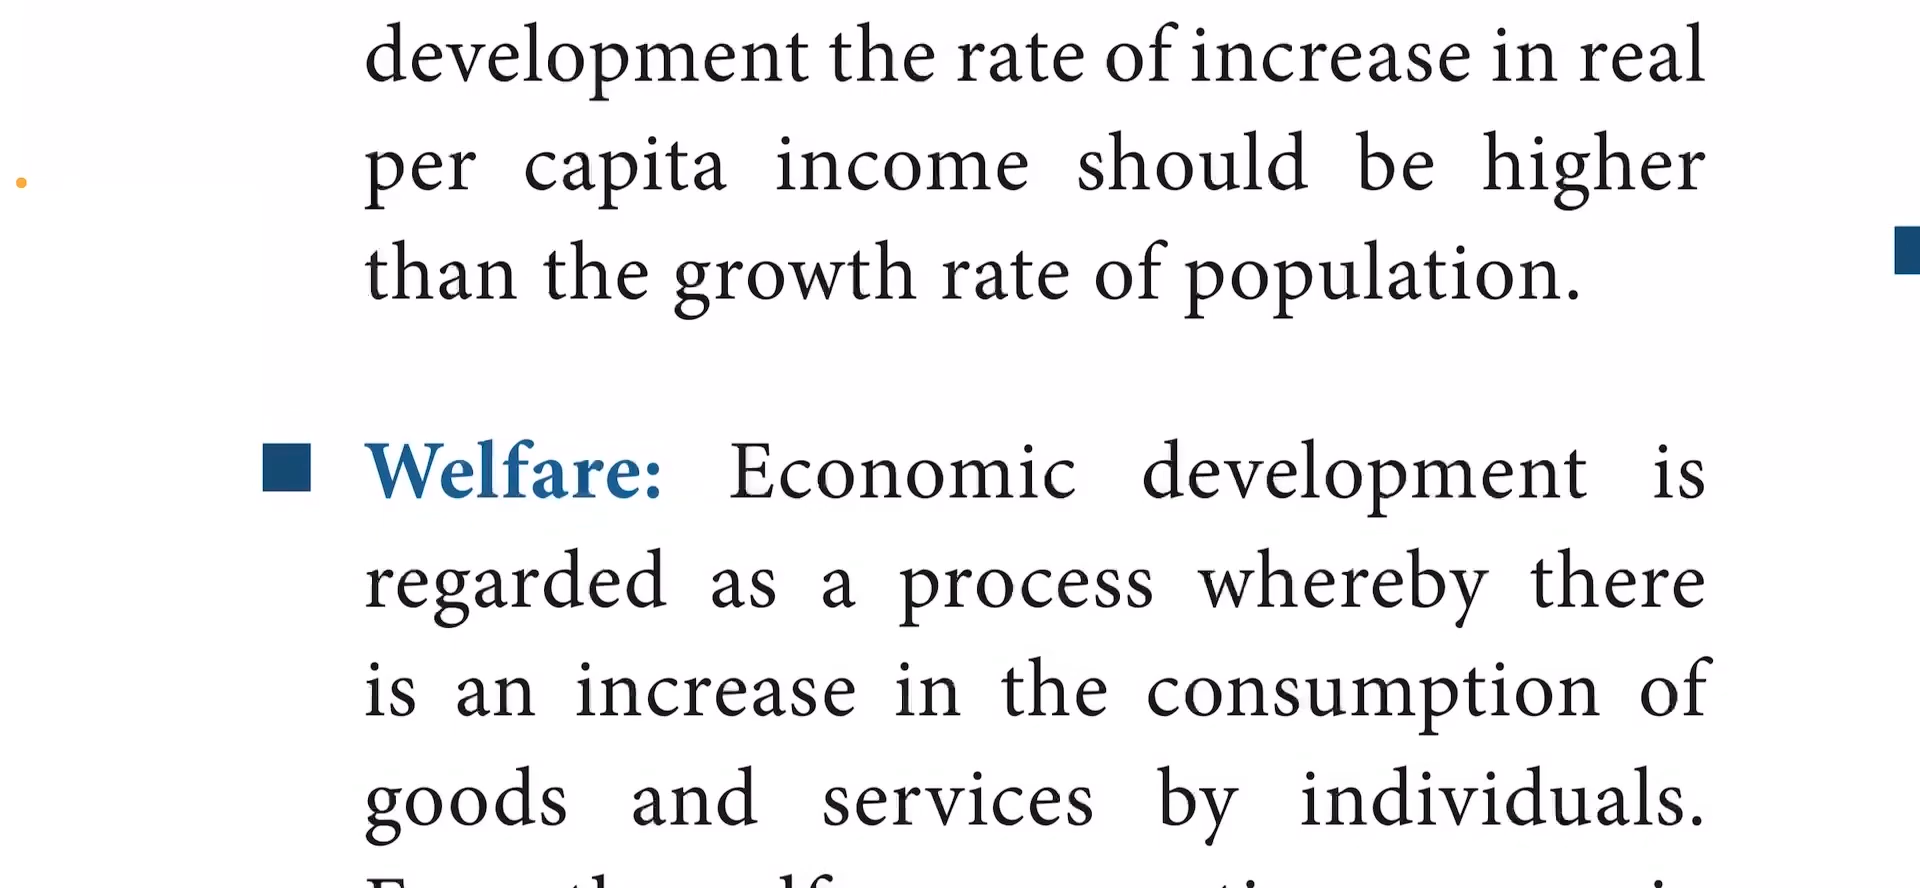 development the rate of increase in real
per capita income should be higher
than the growth rate of population.
Welfare: Economic development is
regarded as a process whereby there
is an increase in the consumption of
goods and services by individuals.